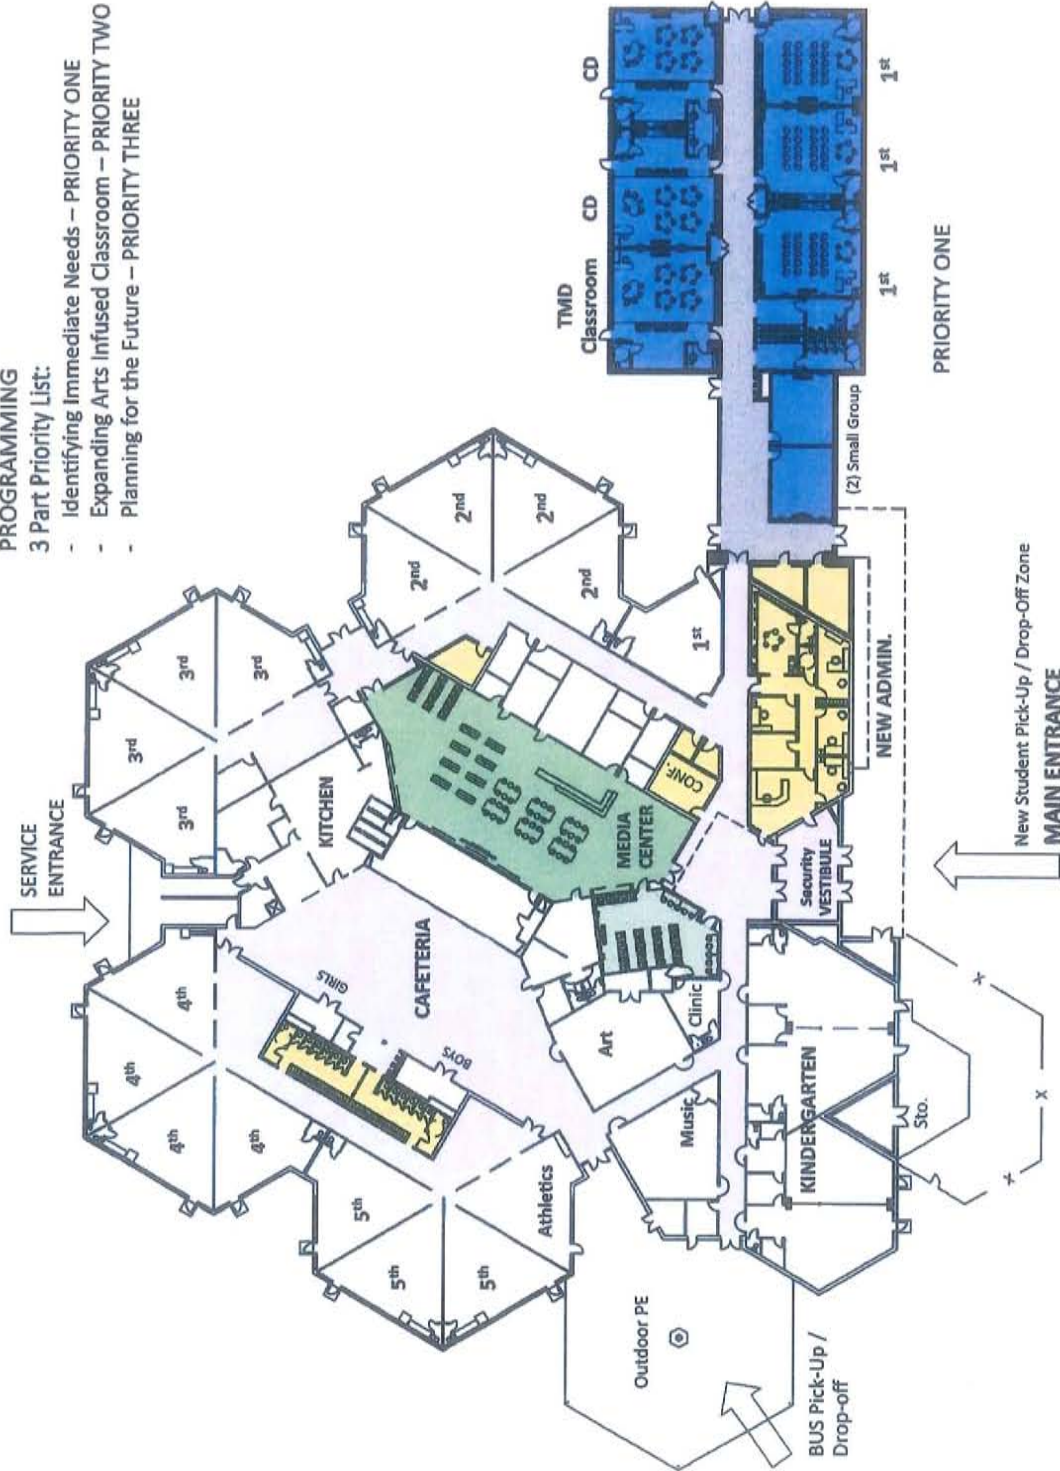 PROGRAMMING
3 Part Priority List:
- Identifying Immediate Needs – PRIORITY ONE
- Expanding Arts Infused Classroom – PRIORITY TWO
- Planning for the Future – PRIORITY THREE
SERVICE
ENTRANCE
4th
4th
4th
4th
3rd
3rd
3rd
3rd
KITCHEN
GIRLS
CAFETERIA
BOYS
5th
5th
5th
Athletics
2nd
2nd
2nd
2nd
1st
TMD
Classroom
CD
CD
MEDIA
CENTER
CONF.
Art
Clinic
Music
Outdoor PE
BUS Pick-Up /
Drop-off
KINDERGARTEN
Sto.
x
x
x
Security
VESTIBULE
NEW ADMIN.
(2) Small Group
1st
1st
1st
PRIORITY ONE
New Student Pick-Up / Drop-Off Zone
MAIN ENTRANCE